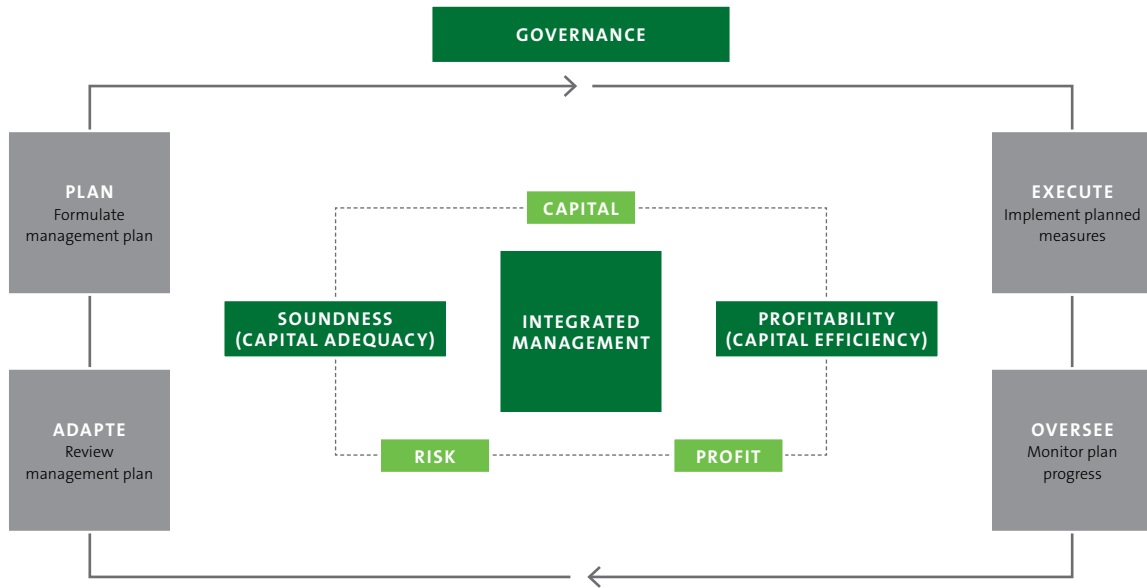 GOVERNANCE
PLAN
Formulate
management plan
EXECUTE
Implement planned
measures
CAPITAL
SOUNDNESS
(CAPITAL ADEQUACY)
INTEGRATED
MANAGEMENT
PROFITABILITY
(CAPITAL EFFICIENCY)
ADAPTE
Review
management plan
RISK
PROFIT
OVERSEE
Monitor plan
progress